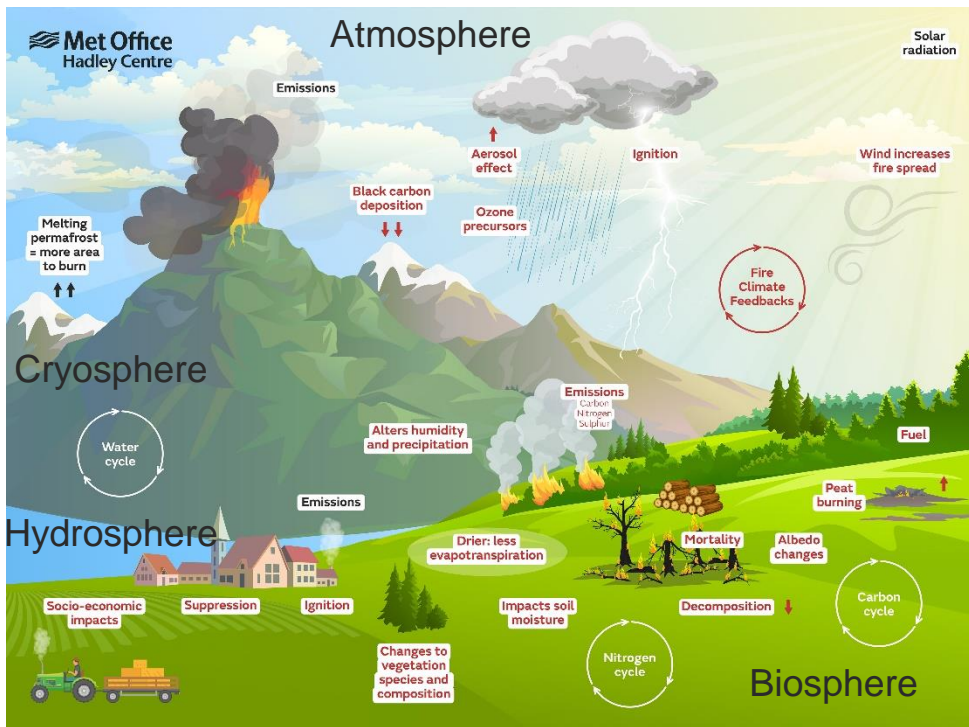 Met Office
Hadley Centre
Atmosphere
Solar
radiation
Emissions
Aerosol
effect
Ignition
Wind increases
fire spread
Black carbon
deposition
Ozone
precursors
Melting
permafrost
= more area
to burn
Fire
Climate
Feedbacks
Cryosphere
Emissions
Carbon
Nitrogen
Sulphur
Alters humidity
and precipitation
Fuel
Water
cycle
Peat
burning
Emissions
Hydrosphere
Drier: less
evapotranspiration
Mortality
Albedo
changes
Socio-economic
impacts
Suppression
Ignition
Impacts soil
moisture
Decomposition
Carbon
cycle
Changes to
vegetation
species and
composition
Nitrogen
cycle
Biosphere